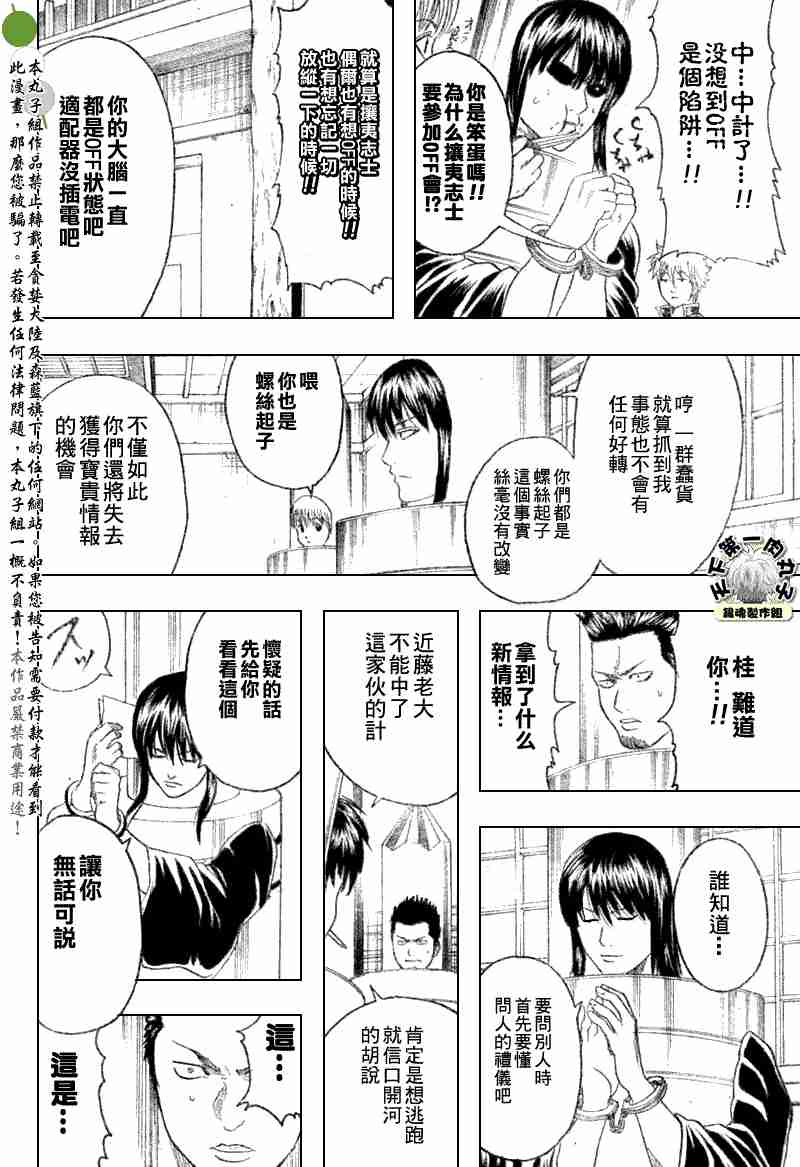 中…中計了…!!
没想到OFF
是個陷阱…!!
你是笨蛋嗎!!
為什么攘夷志士
要參加OFF會!?
就算是攘夷志士
偶爾也有想OFF的時候!!
也有想忘記一切
放縱一下的時候!!
你的大腦一直
都是OFF狀態吧
適配器沒插電吧
哼 一群蠢貨
就算抓到我
事態也不會有
任何好轉
你們都是
螺絲起子
這個事實
絲毫沒有改變
喂
你也是
螺絲起子
不僅如此
你們還將失去
獲得寶貴情報
的機會
天下第一肉丸子
銀魂製作組
桂 難道
你…!!
拿到了什么
新情報…
誰知道…
要問別人時
首先要懂
問人的禮儀吧
近藤老大
不能中了
這家伙的計
肯定是想逃跑
就信口開河
的胡說
懷疑的話
先給你
看看這個
スッ
讓你
無話可說
這…
這是…
本丸子組作品禁止轉載至貪婪大陸及森藍旗下的任何網站。如果您被告知需要付款才能看到
此漫畫，那麼您被騙了。若發生任何法律問題，本丸子組一概不負責！本作品嚴禁商業用途！